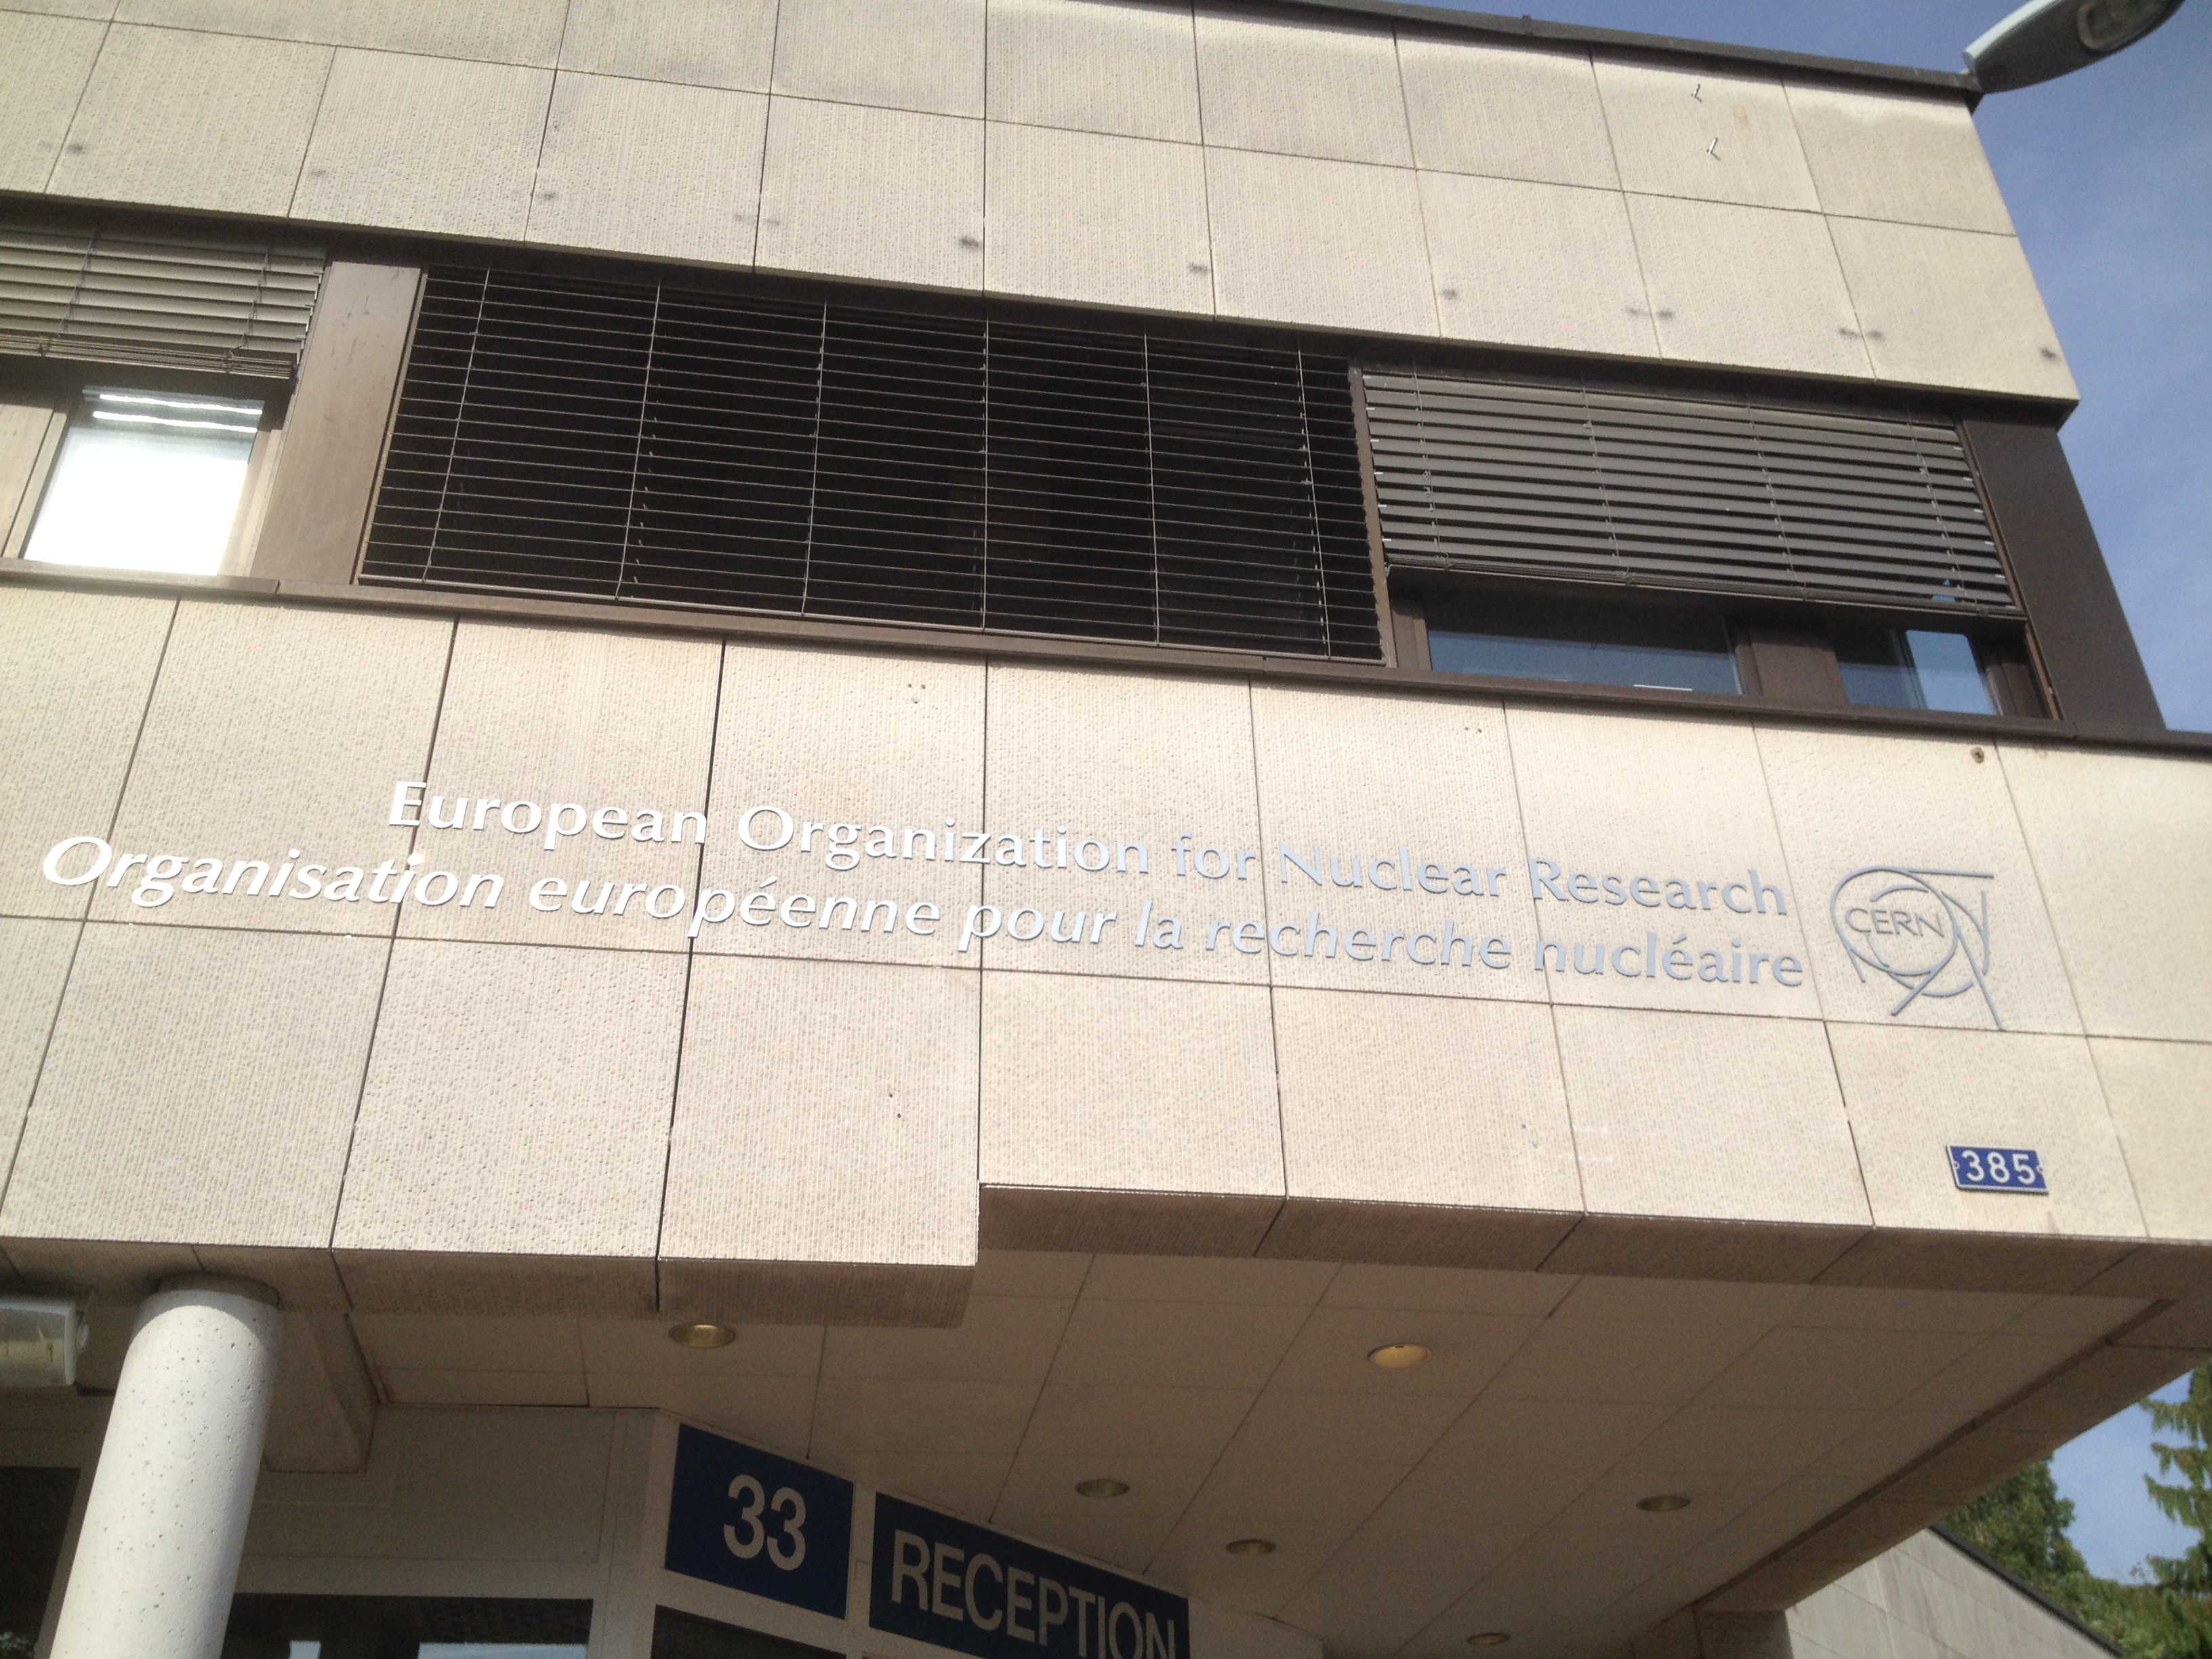 European Organization for Nuclear Research
Organisation européenne pour la recherche nucléaire
CERN
385
33
RECEPTION